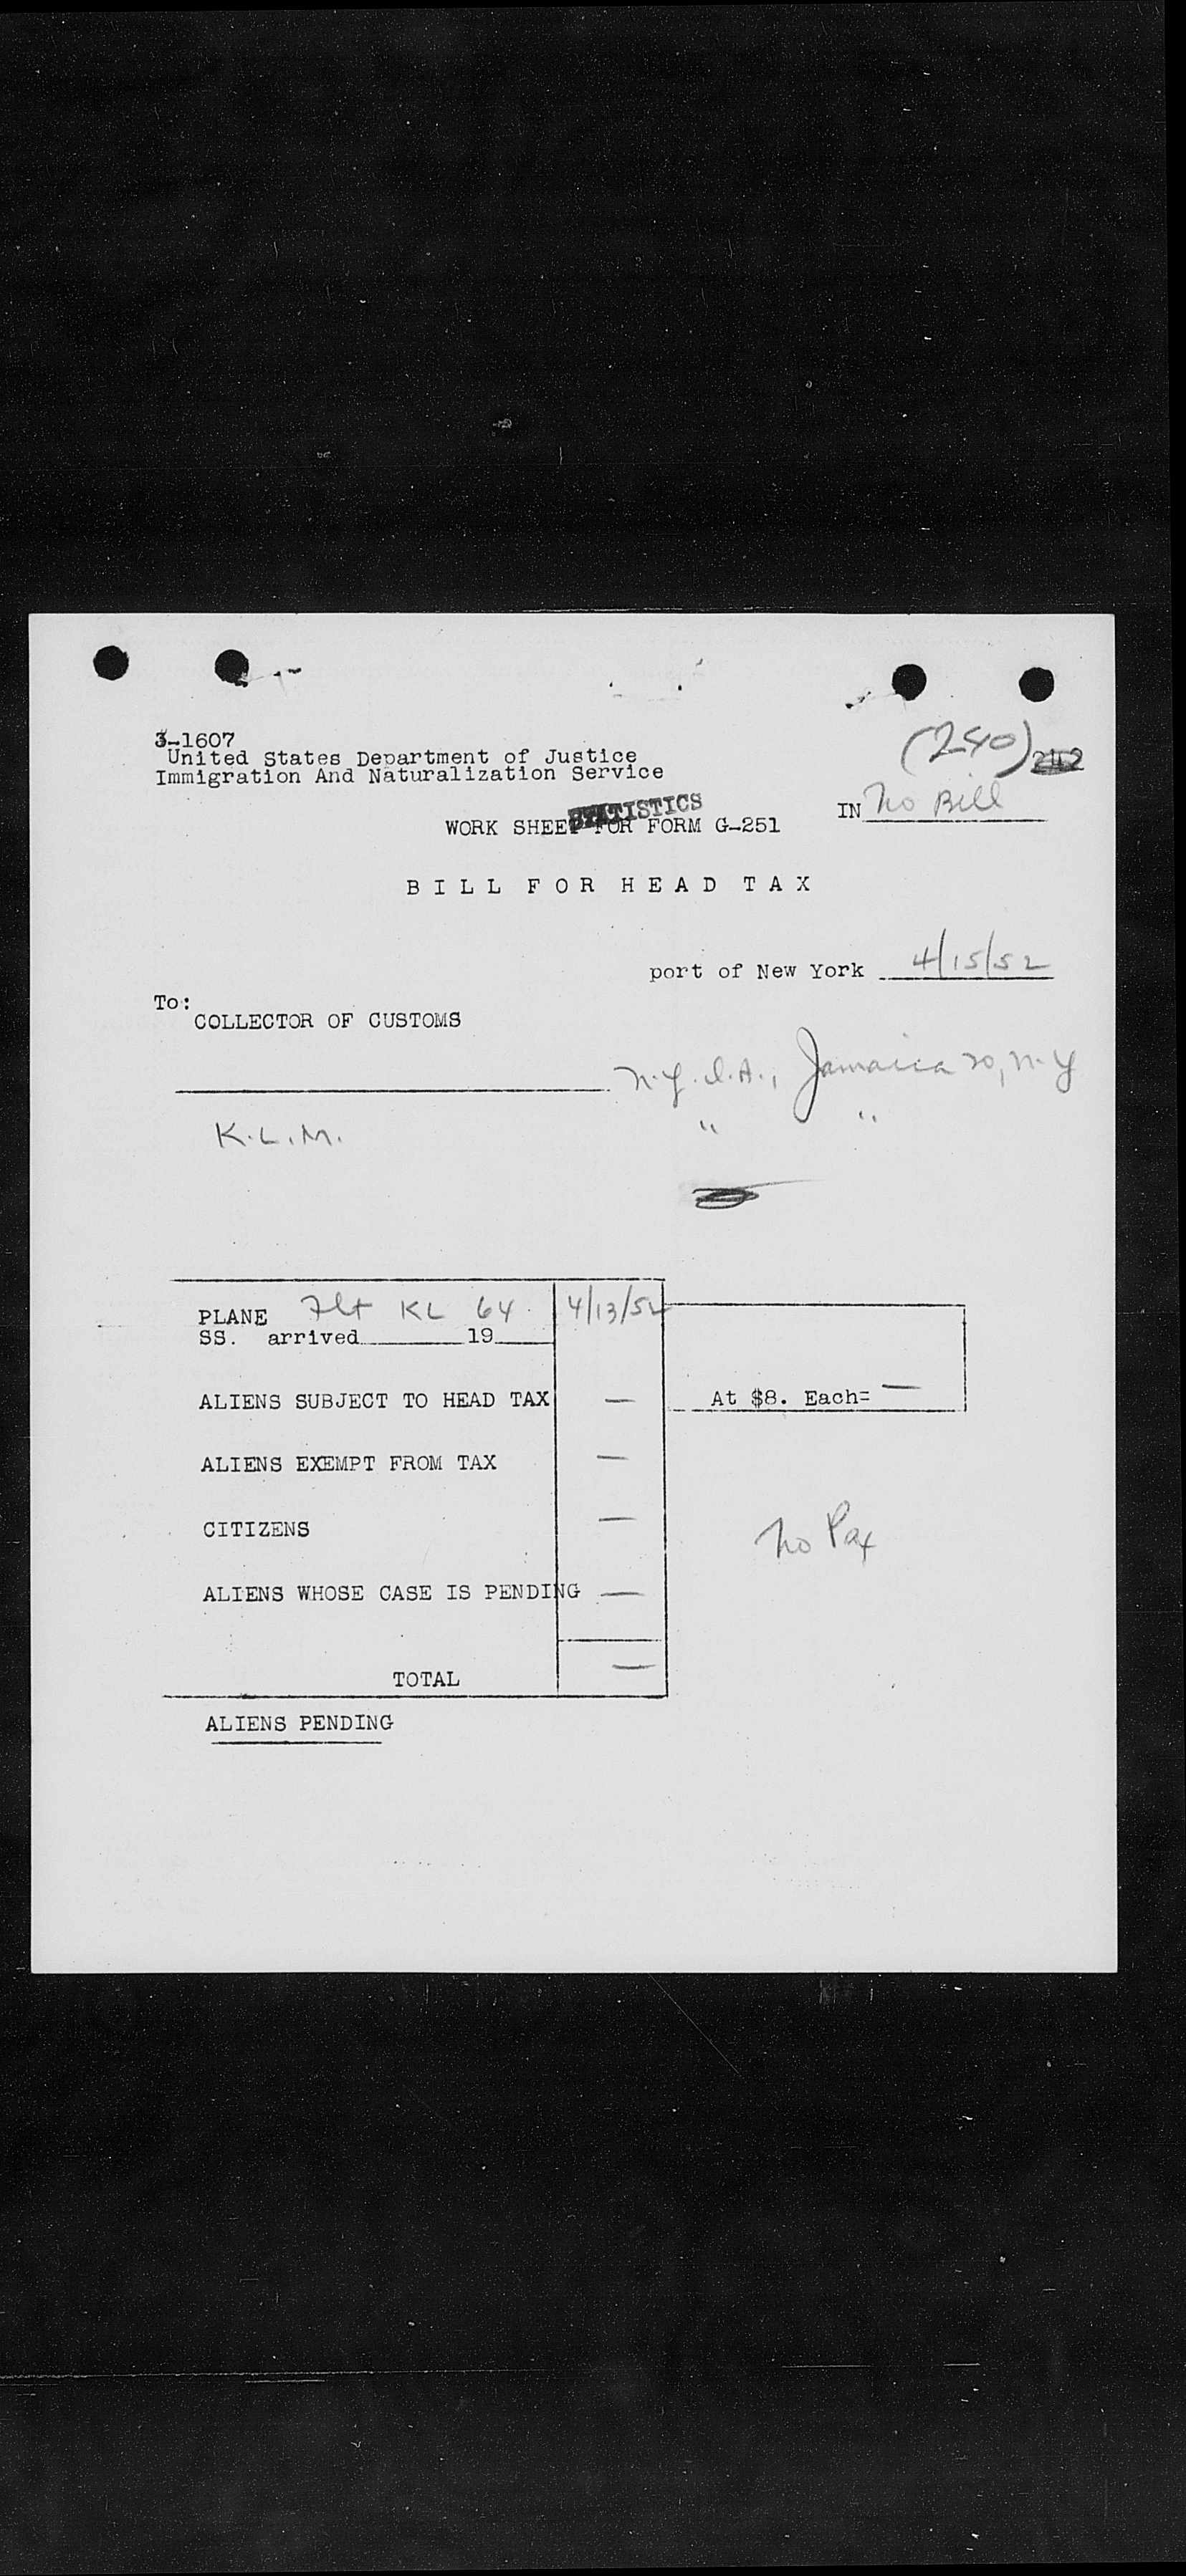 3-1607
United States Department of Justice
Immigration And Naturalization Service
(240) 242
STATISTICS
IN No Bill
WORK SHEET FOR FORM G-251
BILL FOR HEAD TAX
port of New York 4/15/52
To:
COLLECTOR OF CUSTOMS
N.Y.I.A., Jamaica 20, N.Y
K.L.M. " "
PLANE Flt KL 64 4/13/52
SS. arrived 19
ALIENS SUBJECT TO HEAD TAX — At $8. Each= —
ALIENS EXEMPT FROM TAX —
CITIZENS —
No Pax
ALIENS WHOSE CASE IS PENDING —
TOTAL —
ALIENS PENDING